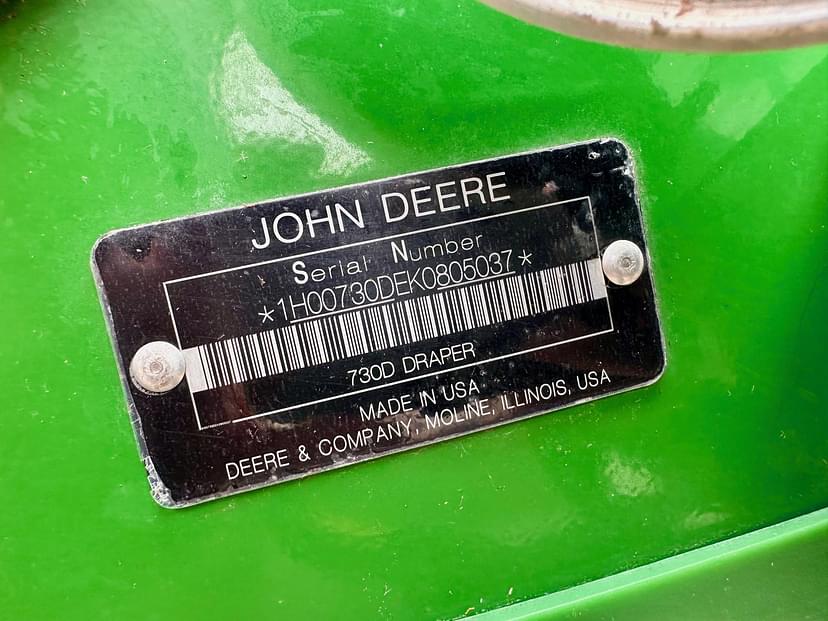 JOHN DEERE
Serial Number
*1H00730DEK0805037*
730D DRAPER
MADE IN USA
DEERE & COMPANY, MOLINE, ILLINOIS, USA